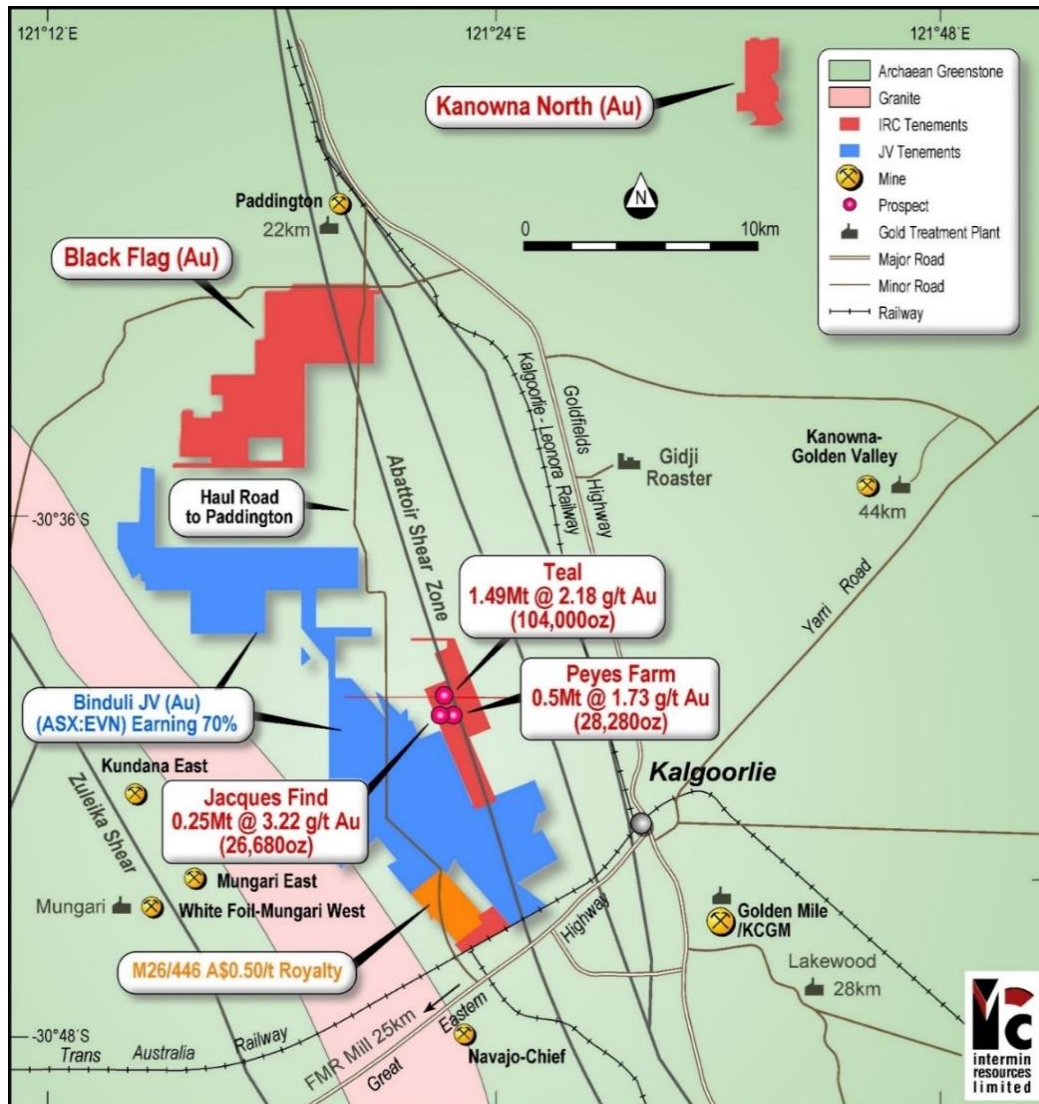 121°12´E
121°24´E
121°48´E
Kanowna North (Au)
Archaean Greenstone
Granite
IRC Tenements
JV Tenements
Mine
Prospect
Gold Treatment Plant
Major Road
Minor Road
Railway
N
0
10km
Paddington
22km
Black Flag (Au)
Kalgoorlie - Leonora Railway
Goldfields
Highway
Gidji
Roaster
Kanowna-
Golden Valley
44km
Haul Road
to Paddington
-30°36´S
Abattoir Shear Zone
Yarri Road
Teal
1.49Mt @ 2.18 g/t Au
(104,000oz)
Peyes Farm
0.5Mt @ 1.73 g/t Au
(28,280oz)
Binduli JV (Au)
(ASX:EVN) Earning 70%
Kundana East
Zuleika Shear
Jacques Find
0.25Mt @ 3.22 g/t Au
(26,680oz)
Kalgoorlie
Mungari East
Mungari
White Foil-Mungari West
Golden Mile
/KCGM
M26/446 A$0.50/t Royalty
Lakewood
28km
Highway
Eastern
Great
FMR Mill 25km
Navajo-Chief
-30°48´S
Trans Australia Railway
intermin
resources
limited